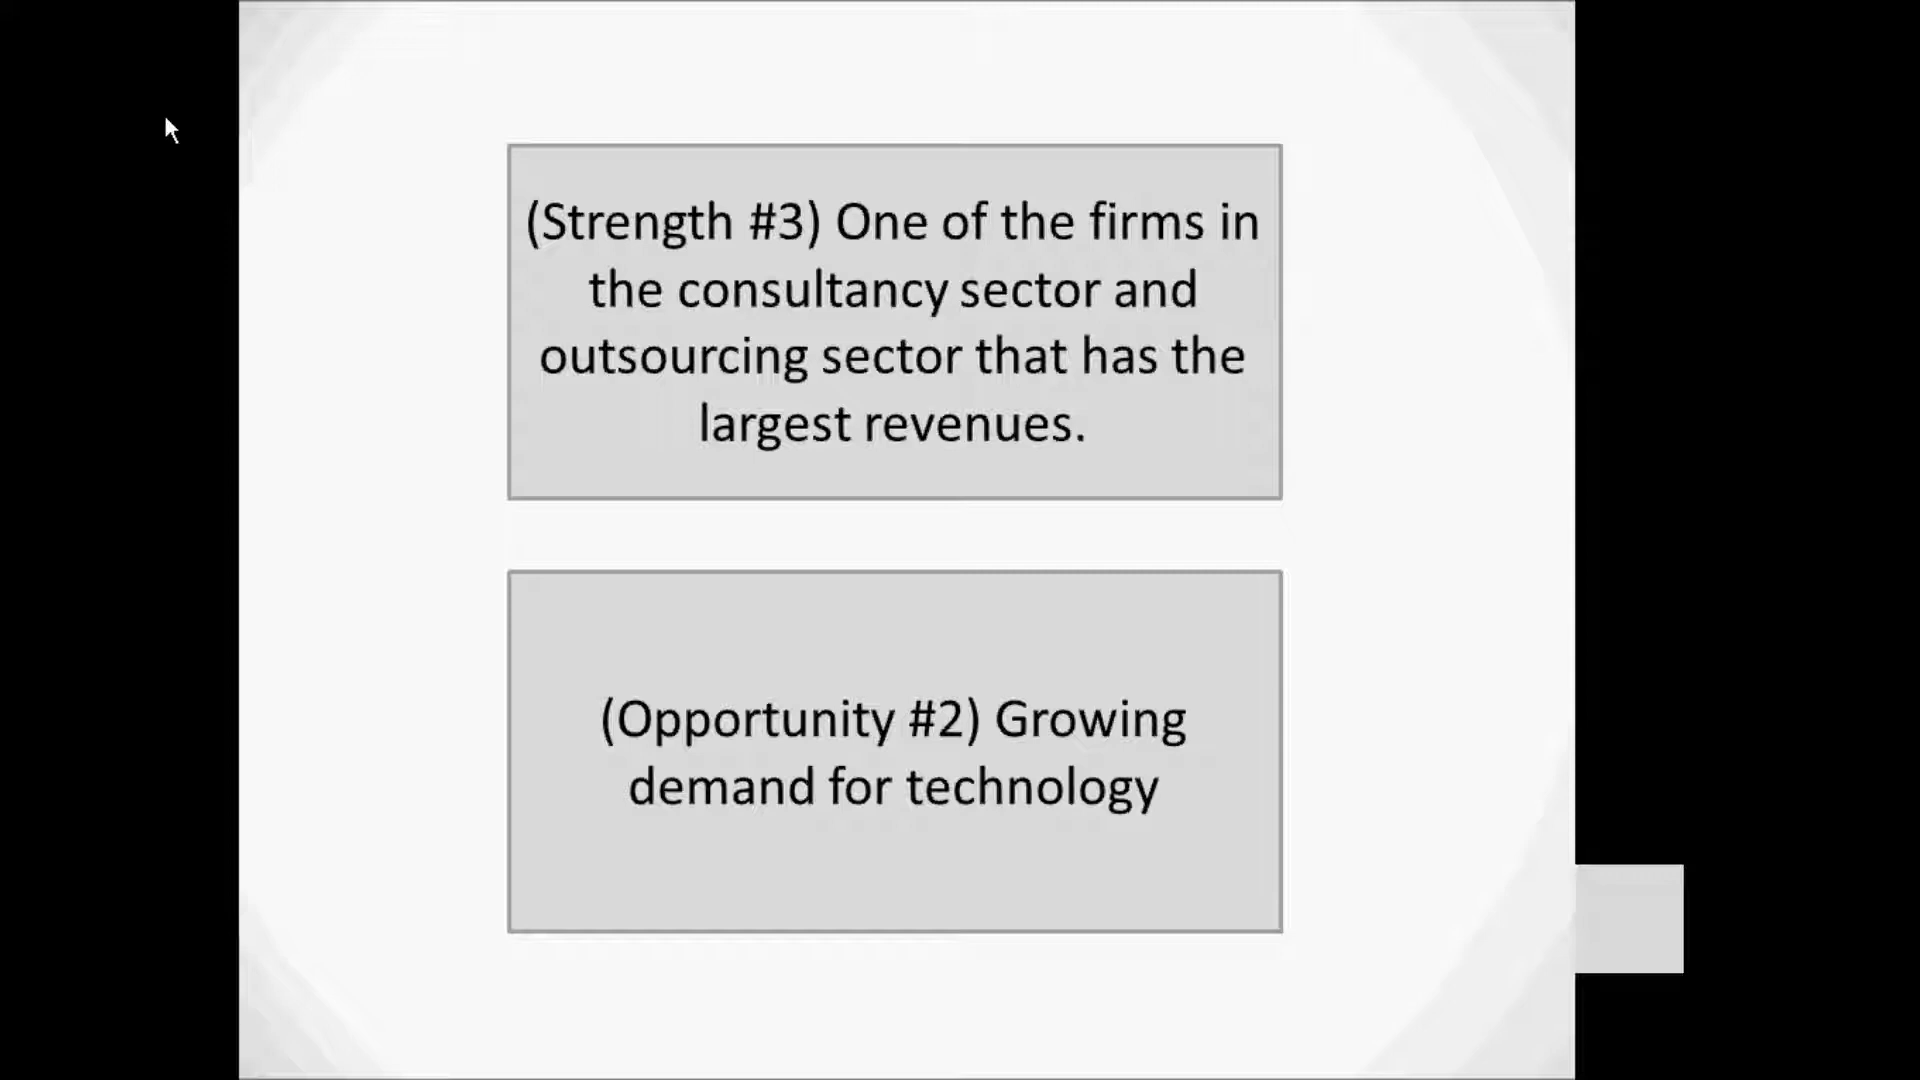 (Strength #3) One of the firms in
the consultancy sector and
outsourcing sector that has the
largest revenues.
(Opportunity #2) Growing
demand for technology